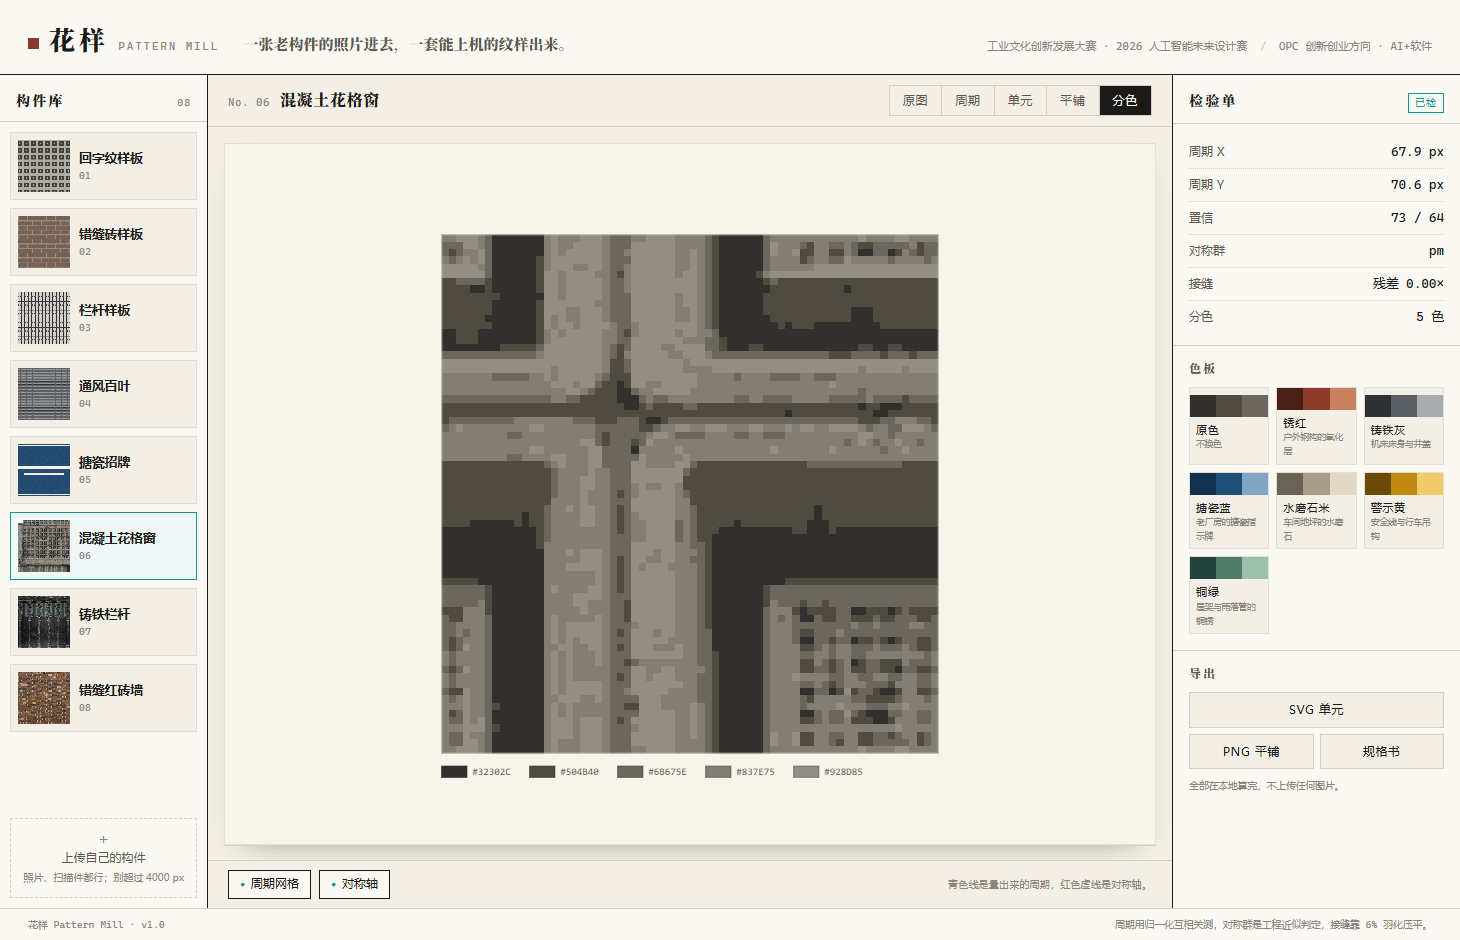 花样 PATTERN MILL 一张老构件的照片进去，一套能上机的纹样出来。
工业文化创新发展大赛 · 2026 人工智能未来设计赛 / OPC 创新创业方向 · AI+软件
构件库 08
回字纹样板
01
错缝砖样板
02
栏杆样板
03
通风百叶
04
搪瓷招牌
05
混凝土花格窗
06
铸铁栏杆
07
错缝红砖墙
08
+
上传自己的构件
照片、扫描件都行；别超过 4000 px
No. 06 混凝土花格窗
原图 周期 单元 平铺 分色
#32302C #504B40 #6B675E #837E75 #928D85
周期网格 对称轴
青色线是量出来的周期，红色虚线是对称轴。
检验单 已检
周期 X 67.9 px
周期 Y 70.6 px
置信 73 / 64
对称群 pm
接缝 残差 0.00×
分色 5 色
色板
原色
不换色
锈红
户外钢构的氧化
层
铸铁灰
机床床身与井盖
搪瓷蓝
老厂房的搪瓷指
示牌
水磨石米
车间地坪的水磨
石
警示黄
安全线与行车吊
钩
铜绿
屋架与雨落管的
铜锈
导出
SVG 单元
PNG 平铺 规格书
全部在本地算完，不上传任何图片。
花样 Pattern Mill · v1.0
周期用归一化互相关测，对称群是工程近似判定，接缝靠 6% 羽化压平。